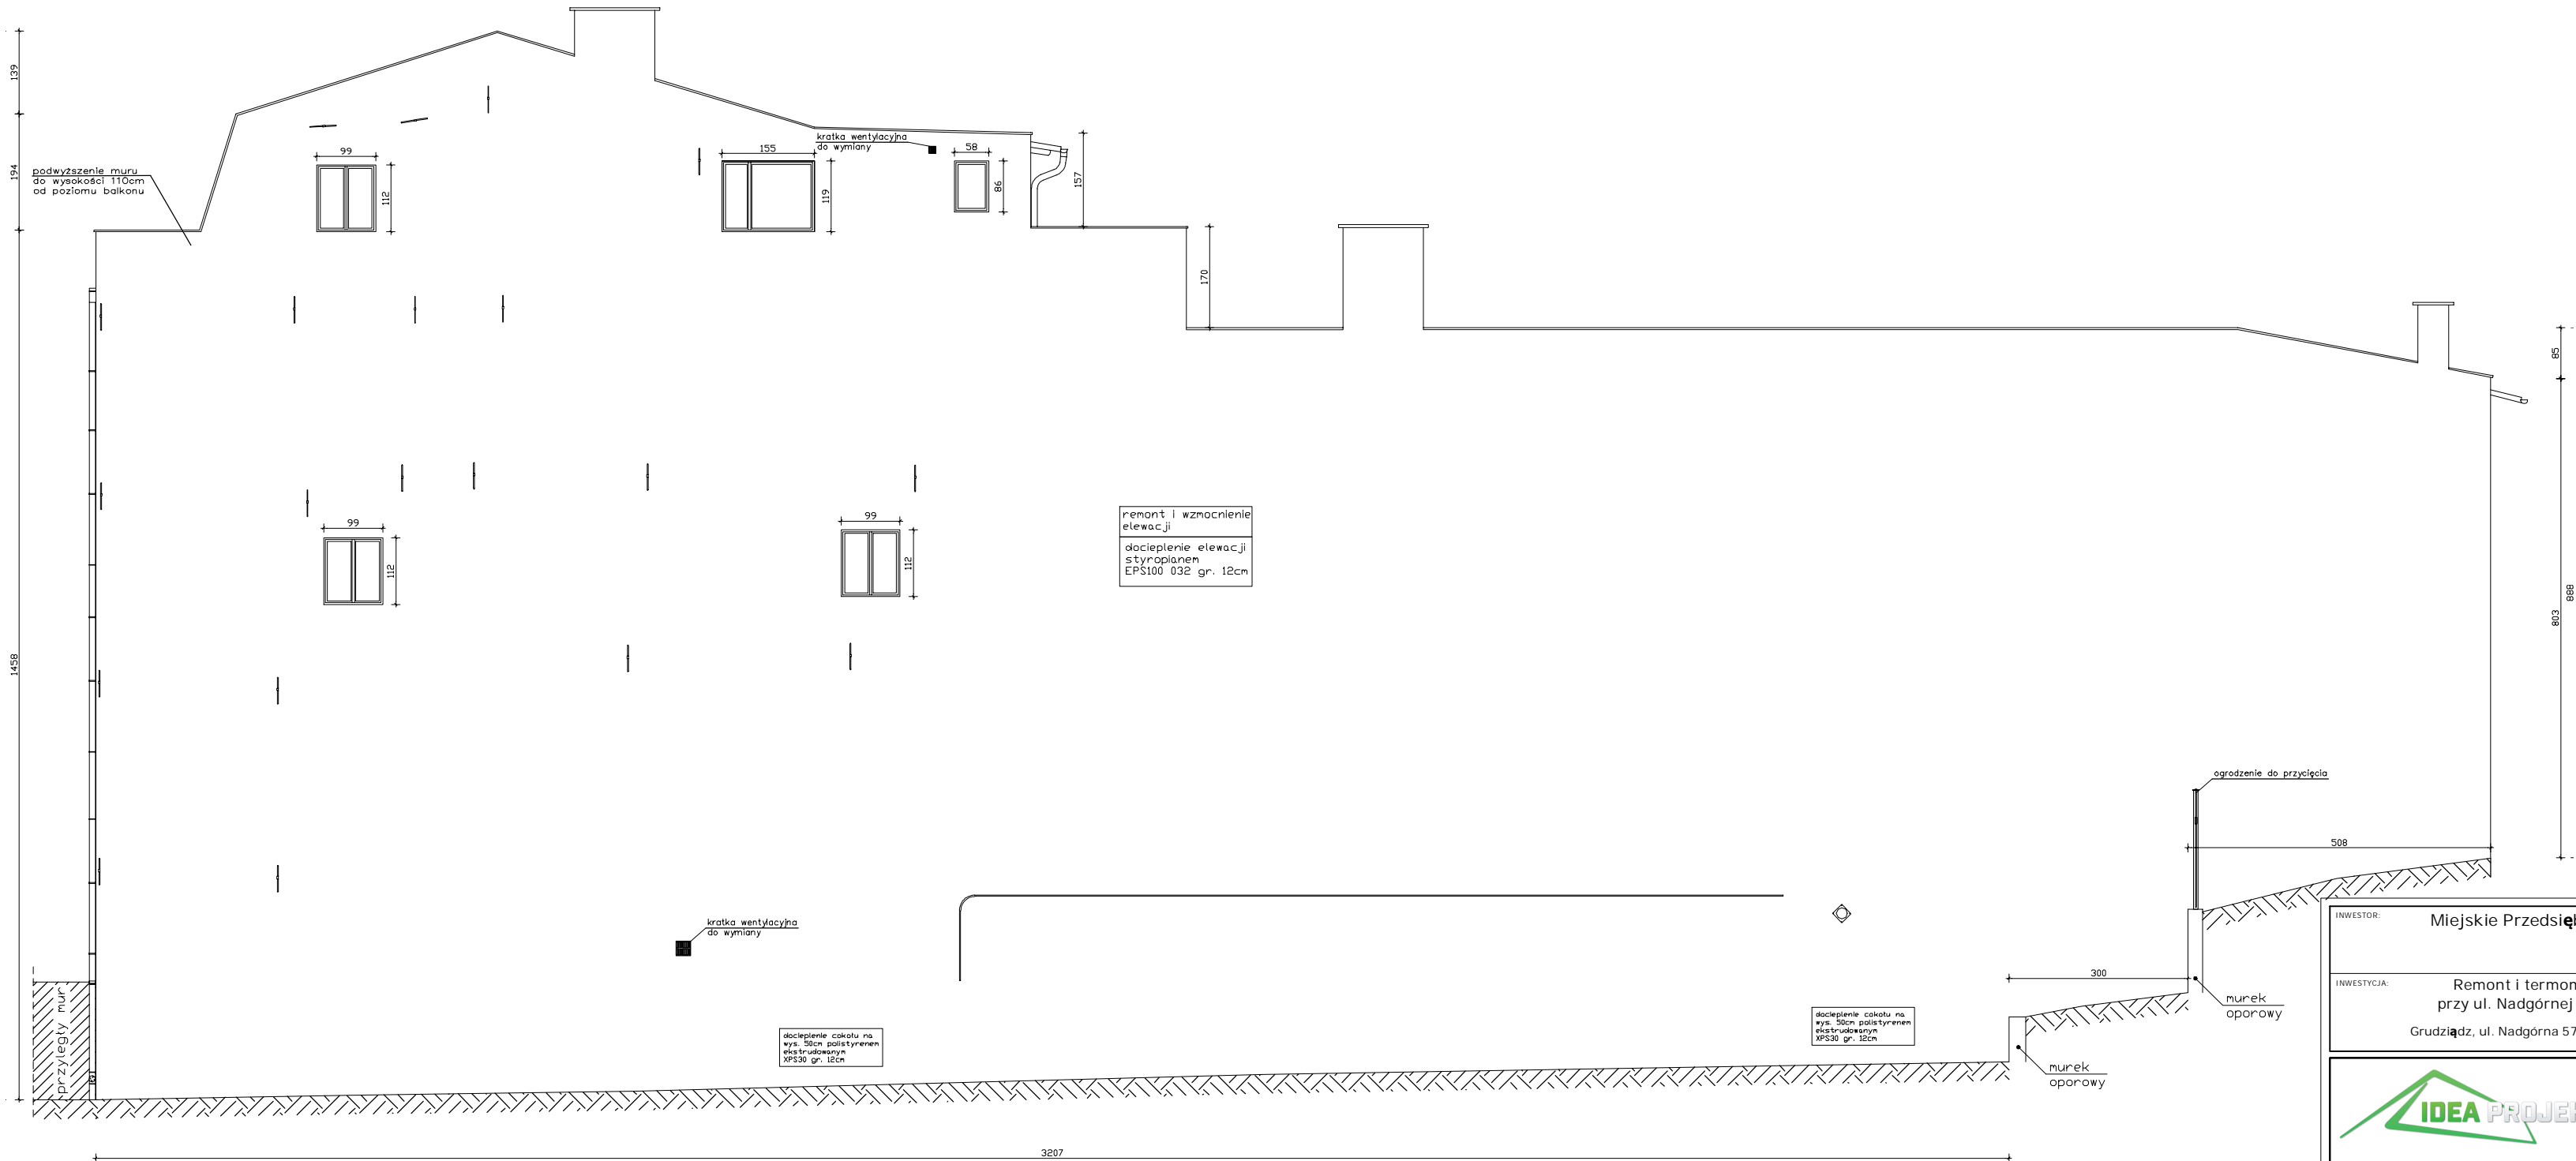 139
194
1458
podwyższenie muru
do wysokości 110cm
od poziomu balkonu
99
112
155
119
kratka wentylacyjna
do wymiany
58
86
157
170
85
803
888
99
112
99
112
remont i wzmocnienie
elewacji
docieplenie elewacji
styropianem
EPS100 032 gr. 12cm
ogrodzenie do przycięcia
508
kratka wentylacyjna
do wymiany
300
murek
oporowy
murek
oporowy
przyległy mur
docieplenie cokołu na
wys. 50cm polistyrenem
ekstrudowanym
XPS30 gr. 12cm
docieplenie cokołu na
wys. 50cm polistyrenem
ekstrudowanym
XPS30 gr. 12cm
3207
INWESTOR:
Miejskie
INWESTYCJA:
Remont i
przy ul. Nadgórnej
Grudziądz, ul. Nadgórna 57
IDEA